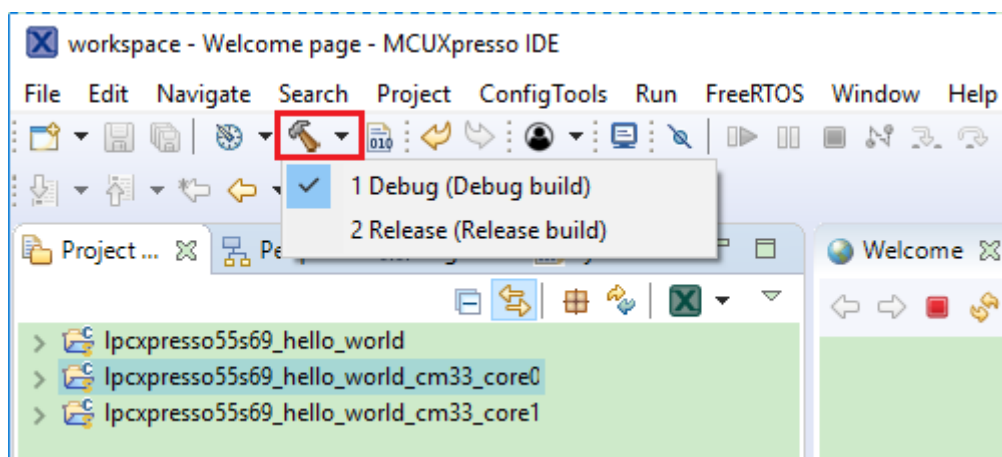 workspace - Welcome page - MCUXpresso IDE
File Edit Navigate Search Project ConfigTools Run FreeRTOS Window Help
010
1 Debug (Debug build)
2 Release (Release build)
Project ... Welcome
lpcxpresso55s69_hello_world
lpcxpresso55s69_hello_world_cm33_core0
lpcxpresso55s69_hello_world_cm33_core1